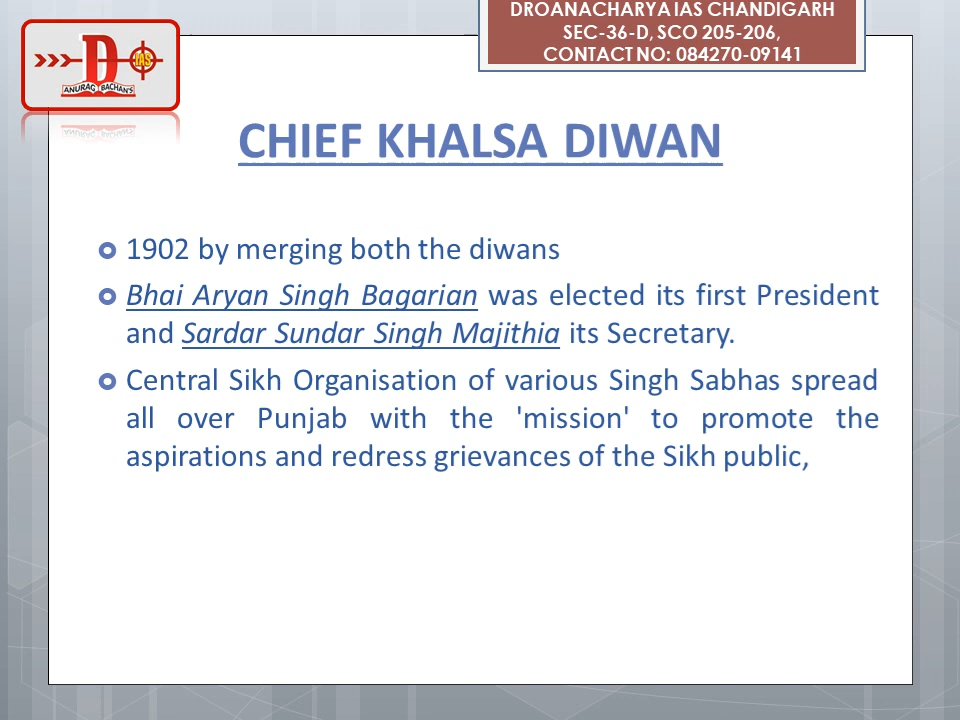 DROANACHARYA IAS CHANDIGARH
SEC-36-D, SCO 205-206,
CONTACT NO: 084270-09141
D
IAS
ANURAG BACHAN'S
CHIEF KHALSA DIWAN
1902 by merging both the diwans
Bhai Aryan Singh Bagarian was elected its first President
and Sardar Sundar Singh Majithia its Secretary.
Central Sikh Organisation of various Singh Sabhas spread
all over Punjab with the 'mission' to promote the
aspirations and redress grievances of the Sikh public,